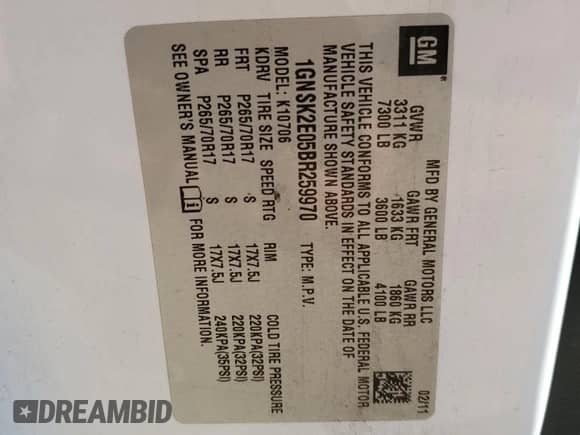 GM
MFD BY GENERAL MOTORS LLC
02/11
GVWR GAWR FRT GAWR RR
3311 KG 1633 KG 1860 KG
7300 LB 3600 LB 4100 LB
THIS VEHICLE CONFORMS TO ALL APPLICABLE U.S. FEDERAL MOTOR
VEHICLE SAFETY STANDARDS IN EFFECT ON THE DATE OF
MANUFACTURE SHOWN ABOVE.
1GNSK2E05BR259970 TYPE: M.P.V.
MODEL: K10706
KDRV TIRE SIZE SPEED RTG RIM COLD TIRE PRESSURE
FRT P265/70R17 S 17X7.5J 220KPA(32PSI)
RR P265/70R17 S 17X7.5J 220KPA(32PSI)
SPA P265/70R17 S 17X7.5J 240KPA(35PSI)
SEE OWNER'S MANUAL FOR MORE INFORMATION.
DREAMBID